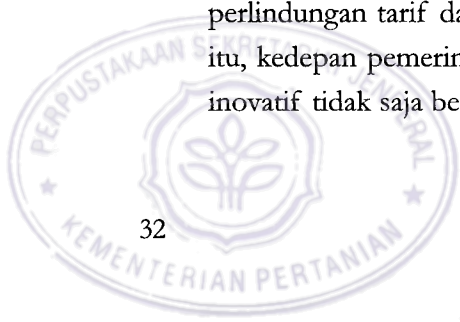 perlindungan tarif da
itu, kedepan pemerin
inovatif tidak saja be
PERPUSTAKAAN SEKRETARIAT JENDERAL
KEMENTERIAN PERTANIAN
32